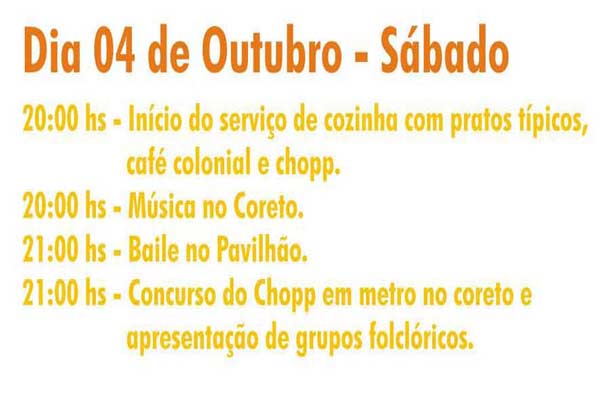 Dia 04 de Outubro - Sábado
20:00 hs - Início do serviço de cozinha com pratos típicos,
café colonial e chopp.
20:00 hs - Música no Coreto.
21:00 hs - Baile no Pavilhão.
21:00 hs - Concurso do Chopp em metro no coreto e
apresentação de grupos folclóricos.